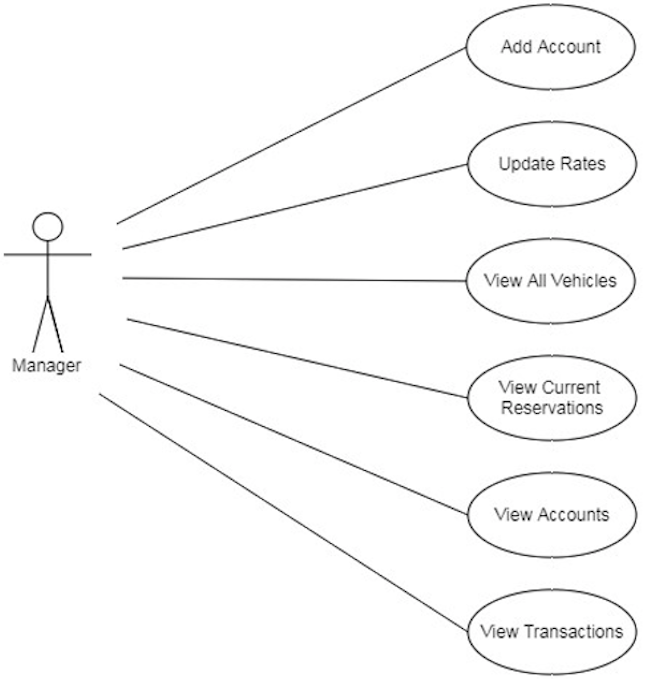 Add Account
Update Rates
View All Vehicles
Manager
View Current
Reservations
View Accounts
View Transactions